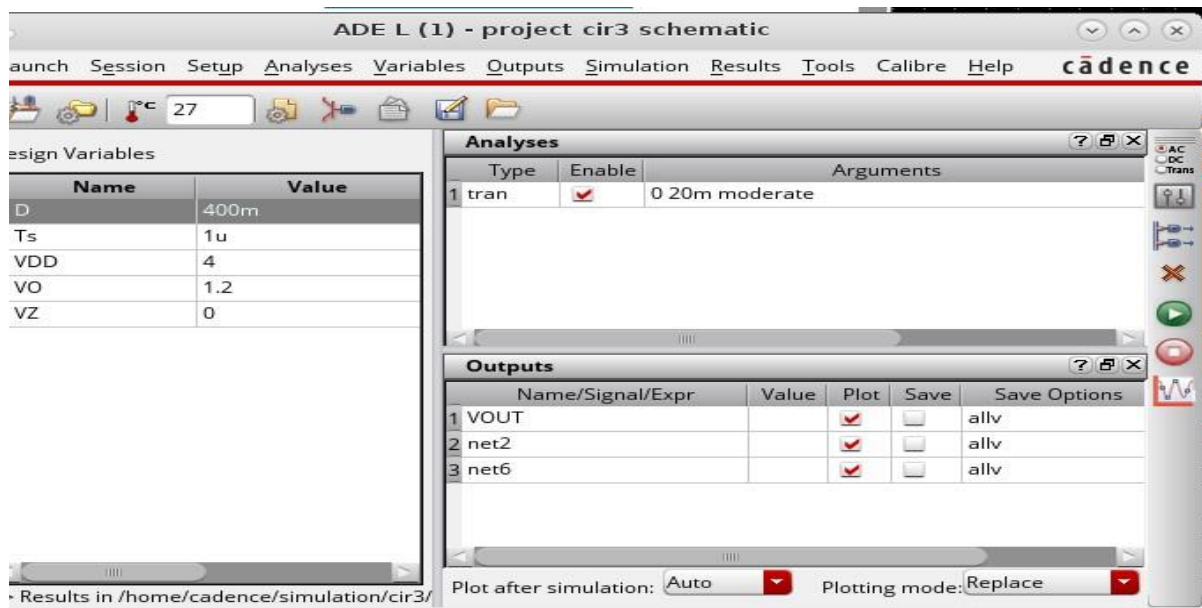 ADE L (1) - project cir3 schematic
aunch Session Setup Analyses Variables Outputs Simulation Results Tools Calibre Help cādence
°C 27
esign Variables
Name Value
D 400m
Ts 1u
VDD 4
VO 1.2
VZ 0
Analyses
Type Enable Arguments
1 tran 0 20m moderate
AC
DC
Trans
Outputs
Name/Signal/Expr Value Plot Save Save Options
1 VOUT allv
2 net2 allv
3 net6 allv
Plot after simulation: Auto Plotting mode: Replace
> Results in /home/cadence/simulation/cir3/